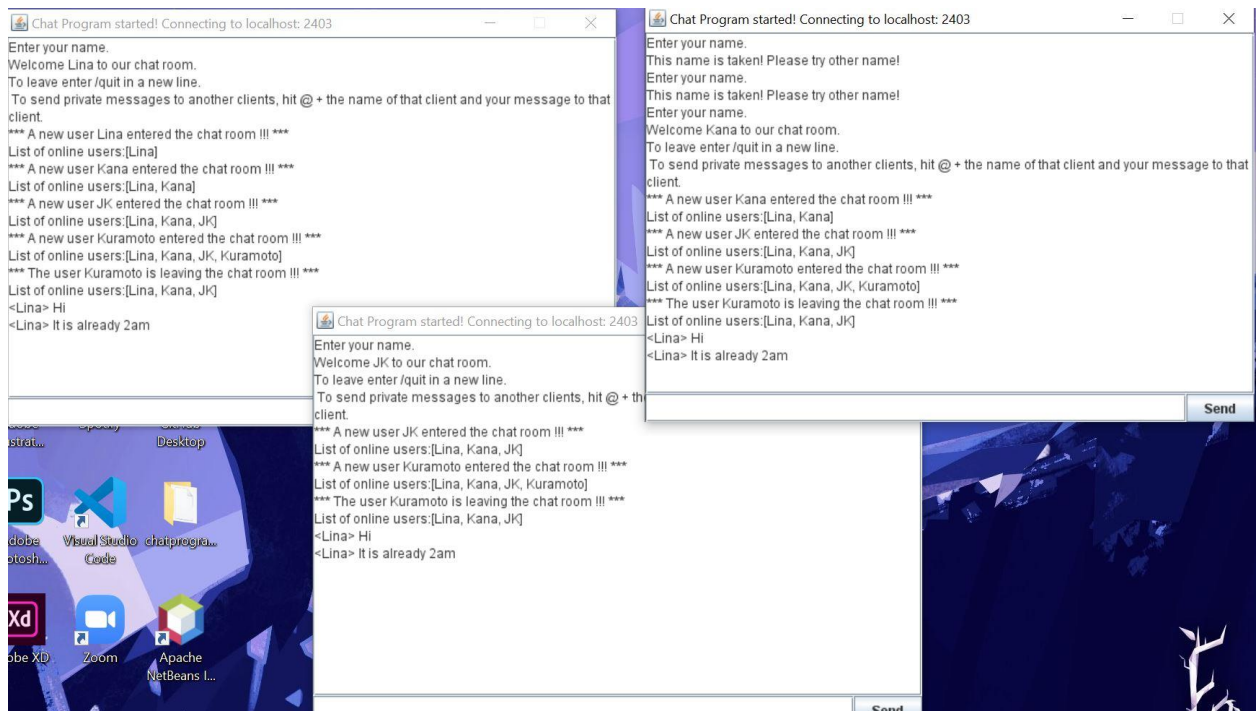 Chat Program started! Connecting to localhost: 2403
Enter your name.
Welcome Lina to our chat room.
To leave enter /quit in a new line.
To send private messages to another clients, hit @ + the name of that client and your message to that
client.
*** A new user Lina entered the chat room !!! ***
List of online users:[Lina]
*** A new user Kana entered the chat room !!! ***
List of online users:[Lina, Kana]
*** A new user JK entered the chat room !!! ***
List of online users:[Lina, Kana, JK]
*** A new user Kuramoto entered the chat room !!! ***
List of online users:[Lina, Kana, JK, Kuramoto]
*** The user Kuramoto is leaving the chat room !!! ***
List of online users:[Lina, Kana, JK]
<Lina> Hi
<Lina> It is already 2am
Chat Program started! Connecting to localhost: 2403
Enter your name.
This name is taken! Please try other name!
Enter your name.
This name is taken! Please try other name!
Enter your name.
Welcome Kana to our chat room.
To leave enter /quit in a new line.
To send private messages to another clients, hit @ + the name of that client and your message to that
client.
*** A new user Kana entered the chat room !!! ***
List of online users:[Lina, Kana]
*** A new user JK entered the chat room !!! ***
List of online users:[Lina, Kana, JK]
*** A new user Kuramoto entered the chat room !!! ***
List of online users:[Lina, Kana, JK, Kuramoto]
*** The user Kuramoto is leaving the chat room !!! ***
List of online users:[Lina, Kana, JK]
<Lina> Hi
<Lina> It is already 2am
Send
Chat Program started! Connecting to localhost: 2403
Enter your name.
Welcome JK to our chat room.
To leave enter /quit in a new line.
To send private messages to another clients, hit @ + th
client.
*** A new user JK entered the chat room !!! ***
List of online users:[Lina, Kana, JK]
*** A new user Kuramoto entered the chat room !!! ***
List of online users:[Lina, Kana, JK, Kuramoto]
*** The user Kuramoto is leaving the chat room !!! ***
List of online users:[Lina, Kana, JK]
<Lina> Hi
<Lina> It is already 2am
Send
istrat...
Desktop
Ps
dobe
otosh...
Visual Studio
Code
chatprogra...
Xd
obe XD
Zoom
Apache
NetBeans I...